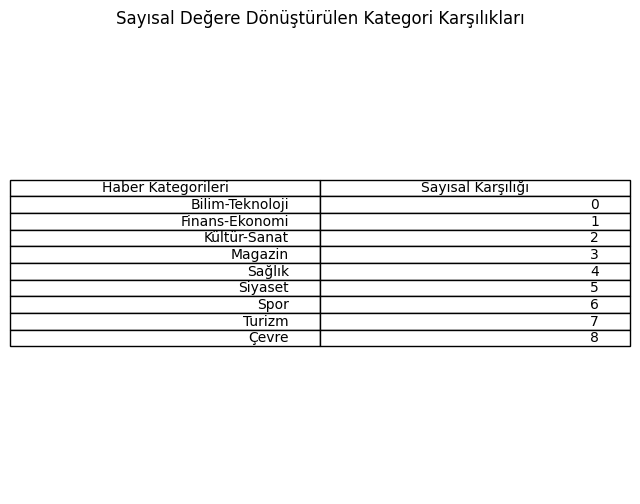 Sayısal Değere Dönüştürülen Kategori Karşılıkları
Haber Kategorileri Sayısal Karşılığı
Bilim-Teknoloji 0
Finans-Ekonomi 1
Kültür-Sanat 2
Magazin 3
Sağlık 4
Siyaset 5
Spor 6
Turizm 7
Çevre 8